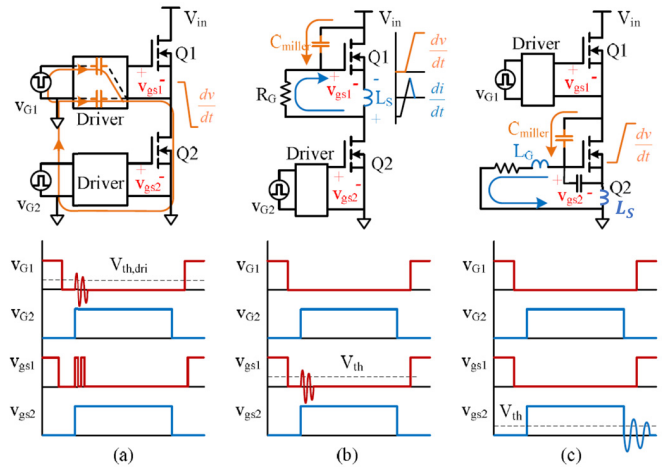 V_in
Q1
v_gs1
+
-
v_G1
Driver
dv/dt
Q2
Driver
v_gs2
+
-
v_G2
V_in
C_miller
Q1
+
-
v_gs1
-
L_S
+
R_G
dv/dt
di/dt
Q2
Driver
+
-
v_gs2
v_G2
V_in
Q1
Driver
+
-
v_gs1
v_G1
C_miller
dv/dt
L_G
+
-
v_gs2
Q2
L_S
v_G1
V_th,dri
v_G2
v_gs1
v_gs2
(a)
v_G1
v_G2
v_gs1
V_th
v_gs2
(b)
v_G1
v_G2
v_gs1
v_gs2
V_th
(c)